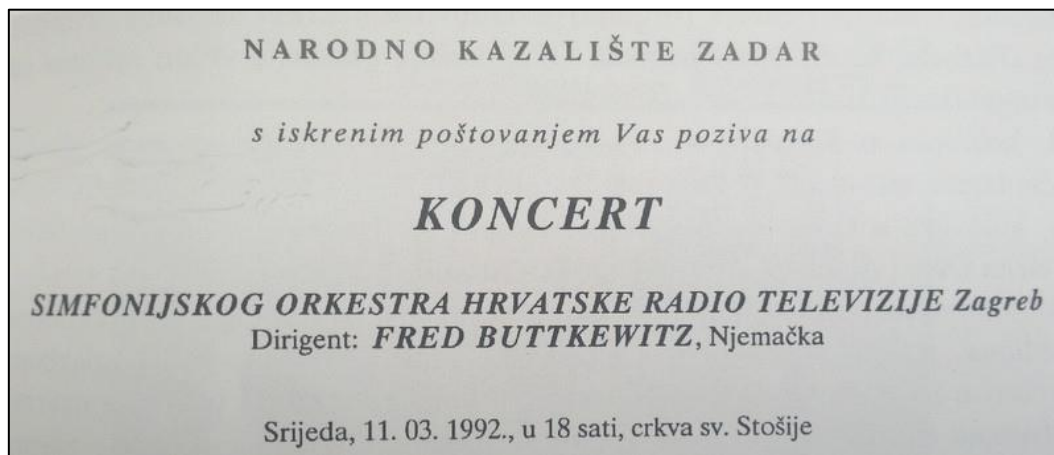 NARODNO KAZALIŠTE ZADAR
s iskrenim poštovanjem Vas poziva na
KONCERT
SIMFONIJSKOG ORKESTRA HRVATSKE RADIO TELEVIZIJE Zagreb
Dirigent: FRED BUTTKEWITZ, Njemačka
Srijeda, 11. 03. 1992., u 18 sati, crkva sv. Stošije